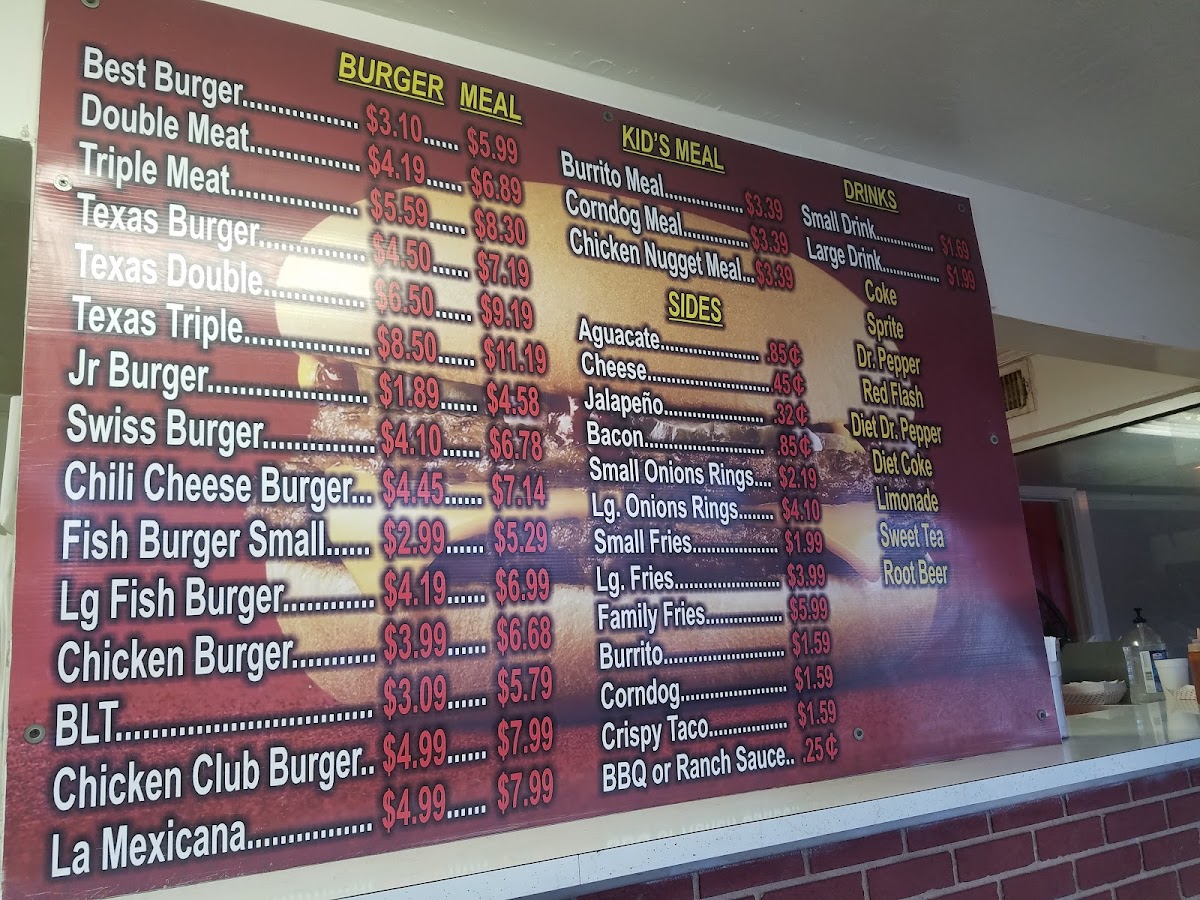 BURGER MEAL
Best Burger................ $3.10...... $5.99
Double Meat................ $4.19...... $6.89
Triple Meat................ $5.59...... $8.30
Texas Burger............... $4.50...... $7.19
Texas Double............... $6.50...... $9.19
Texas Triple................. $8.50...... $11.19
Jr Burger..................... $1.89...... $4.58
Swiss Burger............... $4.10...... $6.78
Chili Cheese Burger... $4.45...... $7.14
Fish Burger Small...... $2.99...... $5.29
Lg Fish Burger............ $4.19...... $6.99
Chicken Burger........... $3.99...... $6.68
BLT.................................. $3.09...... $5.79
Chicken Club Burger.. $4.99...... $7.99
La Mexicana................ $4.99...... $7.99
KID'S MEAL
Burrito Meal................ $3.39
Corndog Meal............. $3.39
Chicken Nugget Meal... $3.39
SIDES
Aguacate.................... .85¢
Cheese......................... .45¢
Jalapeño.................... .32¢
Bacon........................ .85¢
Small Onions Rings.... $2.19
Lg. Onions Rings....... $4.10
Small Fries................. $1.99
Lg. Fries..................... $3.99
Family Fries............... $5.99
Burrito........................ $1.59
Corndog..................... $1.59
Crispy Taco............... $1.59
BBQ or Ranch Sauce.. .25¢
DRINKS
Small Drink............... $1.69
Large Drink............... $1.99
Coke
Sprite
Dr. Pepper
Red Flash
Diet Dr. Pepper
Diet Coke
Limonade
Sweet Tea
Root Beer